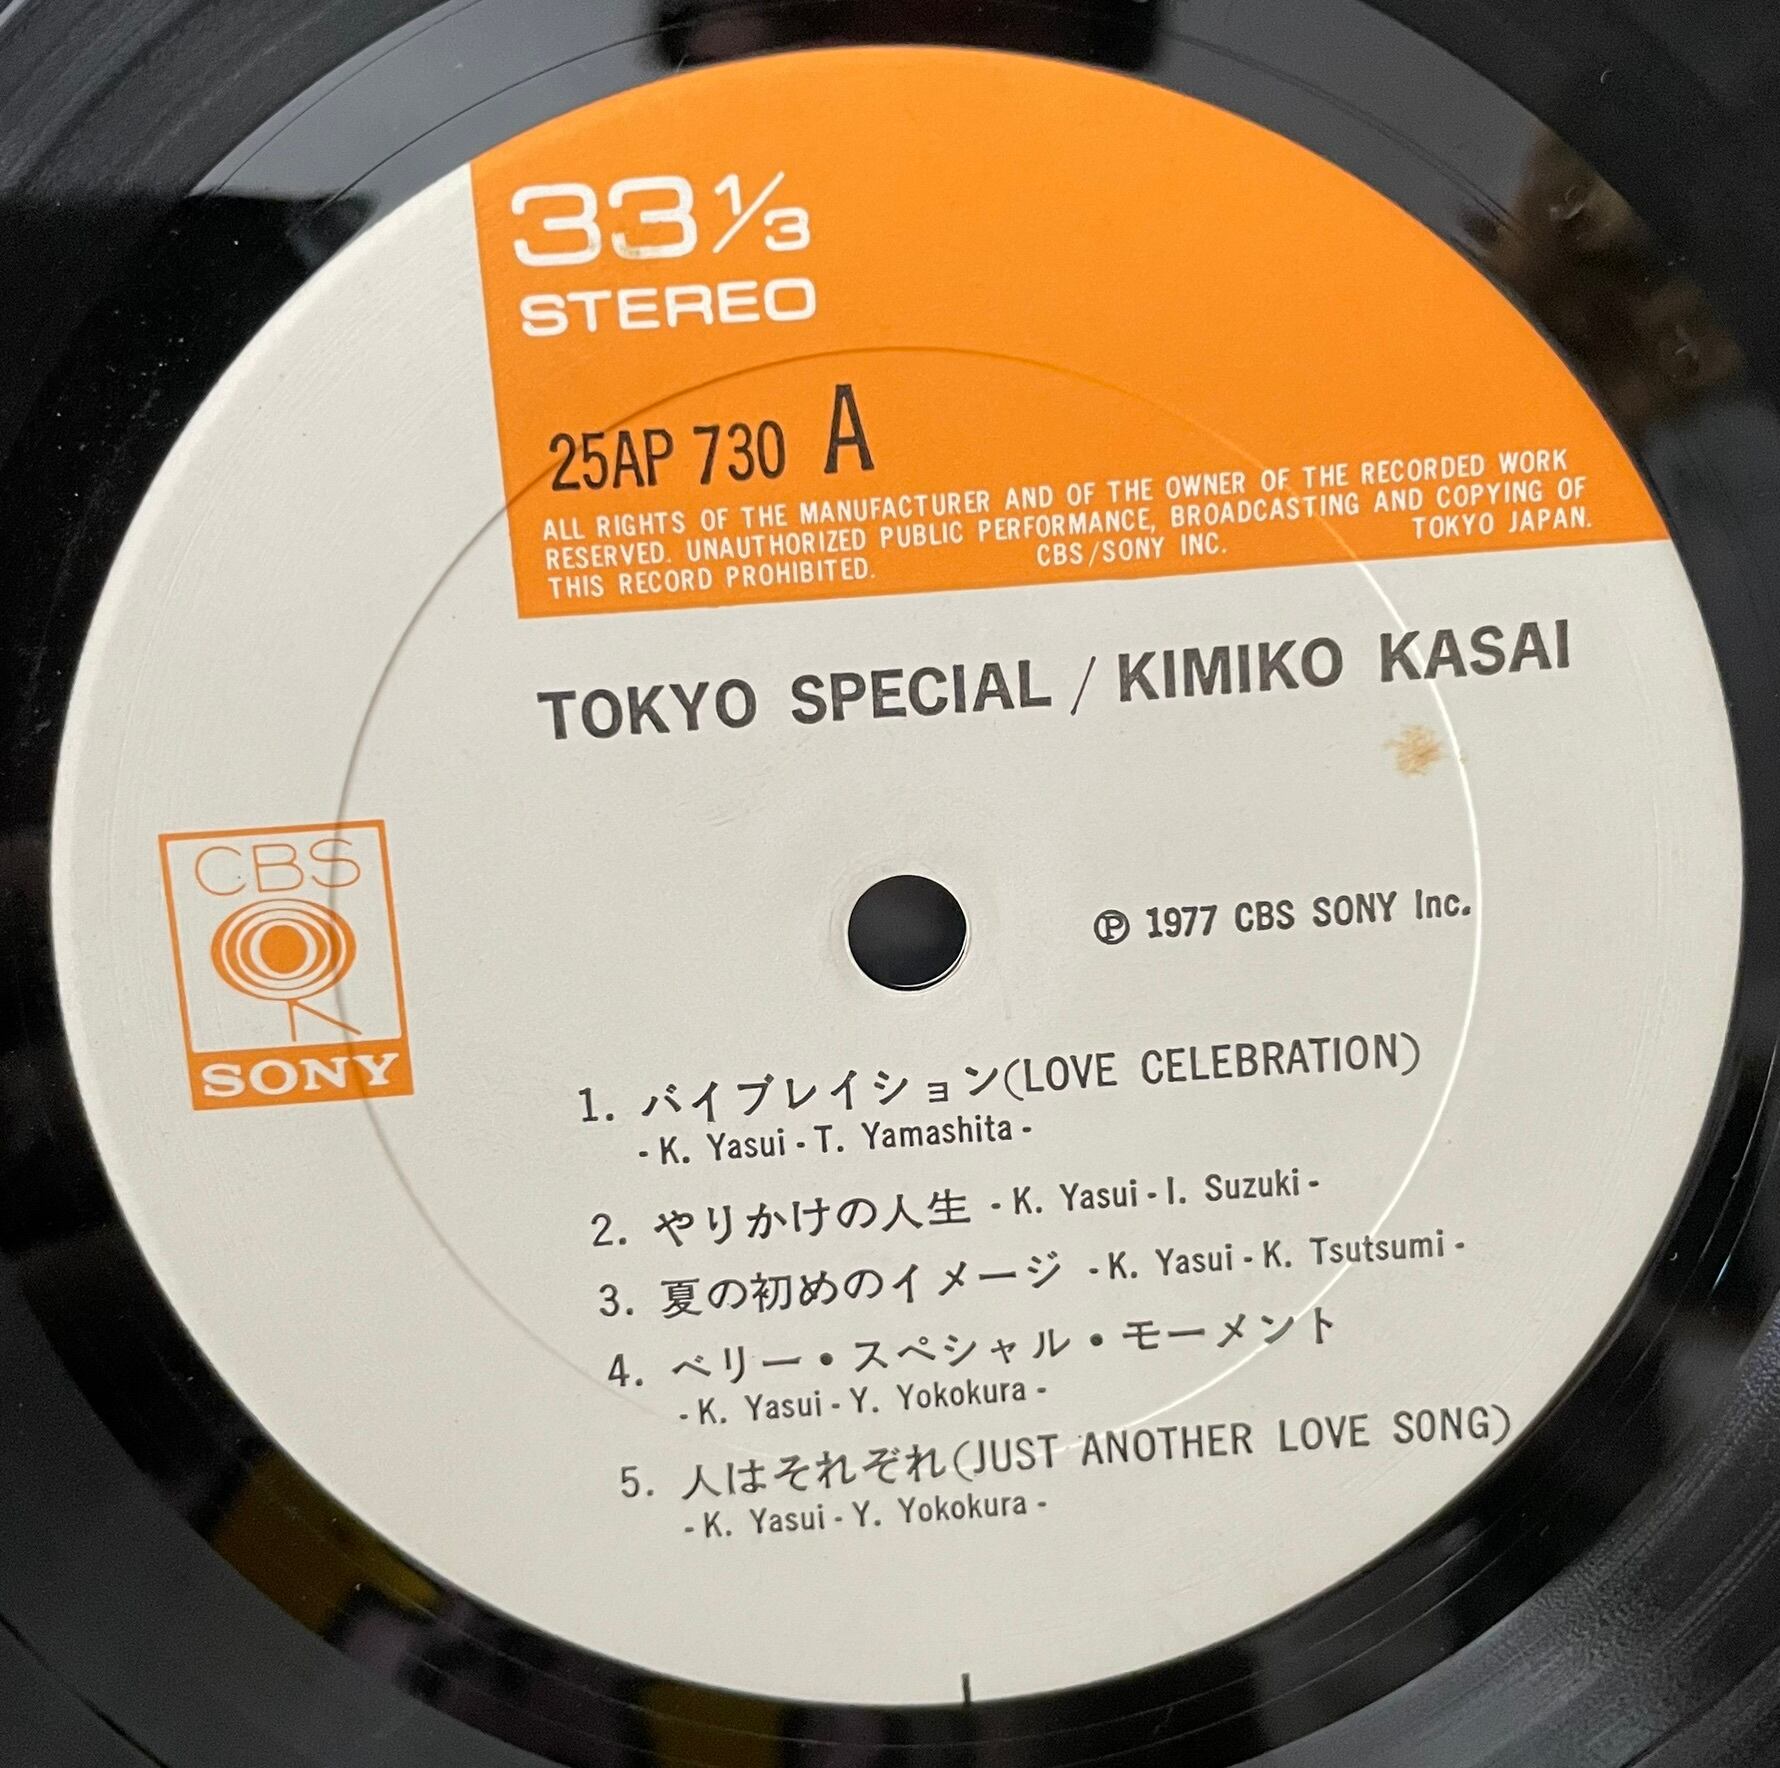 33 1/3
STEREO
25AP 730 A
ALL RIGHTS OF THE MANUFACTURER AND OF THE OWNER OF THE RECORDED WORK
RESERVED. UNAUTHORIZED PUBLIC PERFORMANCE, BROADCASTING AND COPYING OF
THIS RECORD PROHIBITED. CBS/SONY INC. TOKYO JAPAN.
TOKYO SPECIAL / KIMIKO KASAI
CBS
SONY
℗ 1977 CBS SONY Inc.
1. バイブレイション(LOVE CELEBRATION)
- K. Yasui - T. Yamashita -
2. やりかけの人生 - K. Yasui - I. Suzuki -
3. 夏の初めのイメージ - K. Yasui - K. Tsutsumi -
4. ベリー・スペシャル・モーメント
- K. Yasui - Y. Yokokura -
5. 人はそれぞれ(JUST ANOTHER LOVE SONG)
- K. Yasui - Y. Yokokura -